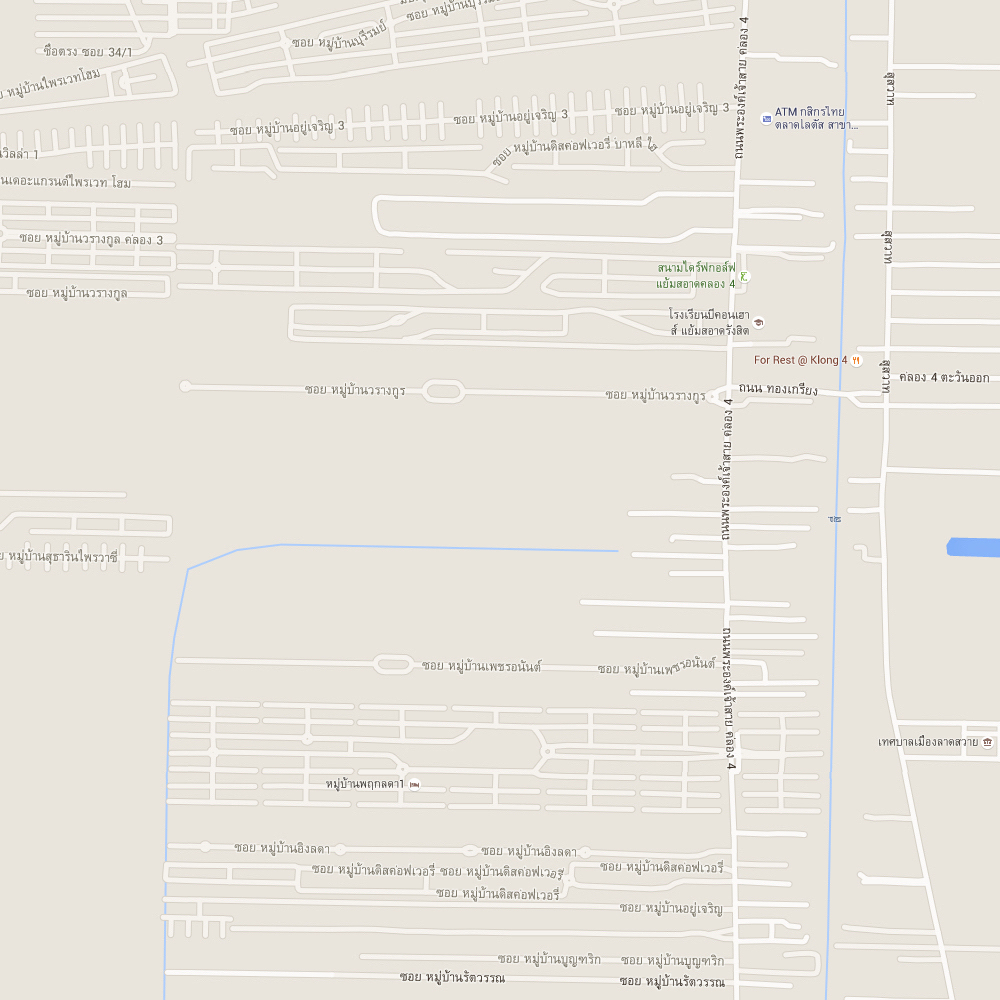 ซอย หมู่บ้านบุรีรมย์
ซอย หมู่บ้านบุรีรมย์
ซื่อตรง ซอย 34/1
ซอย หมู่บ้านไพรเวทโฮม
ถนนพระองค์เจ้าสาย คลอง 4
สุสวาท
ATM กสิกรไทย
ตลาดโลตัส สาขา...
ซอย หมู่บ้านอยู่เจริญ 3
ซอย หมู่บ้านอยู่เจริญ 3
ซอย หมู่บ้านอยู่เจริญ 3
วิลล่า 1
ซอย หมู่บ้านดิสคัฟเวอรี่ บาหลี ใบ
นเดอะแกรนด์ไพรเวท โฮม
ซอย หมู่บ้านวรางกูล คลอง 3
สุสวาท
สนามไดร์ฟกอล์ฟ
แย้มสอาดคลอง 4
ซอย หมู่บ้านวรางกูล
โรงเรียนบีคอนเฮา
ส์ แย้มสอาดรังสิต
For Rest @ Klong 4
สุสวาท
คลอง 4 ตะวันออก
ซอย หมู่บ้านวรางกูร
ซอย หมู่บ้านวรางกูร
ถนน ทองเกรียง
ถนนพระองค์เจ้าสาย คลอง 4
ย หมู่บ้านสุธารินไพรวาซี่
ซอย หมู่บ้านเพชรอนันต์
ซอย หมู่บ้านเพชรอนันต์
ถนนพระองค์เจ้าสาย คลอง 4
เทศบาลเมืองลาดสวาย
หมู่บ้านพฤกลดา1
ซอย หมู่บ้านอิงลดา
ซอย หมู่บ้านอิงลดา
ซอย หมู่บ้านดิสค่อฟเวอรี่
ซอย หมู่บ้านดิสค่อฟเวอรี่
ซอย หมู่บ้านดิสค่อฟเวอรี่
ซอย หมู่บ้านดิสค่อฟเวอรี่
ซอย หมู่บ้านอยู่เจริญ
ซอย หมู่บ้านบูญฑริก
ซอย หมู่บ้านบูญฑริก
ซอย หมู่บ้านรัตวรรณ
ซอย หมู่บ้านรัตวรรณ